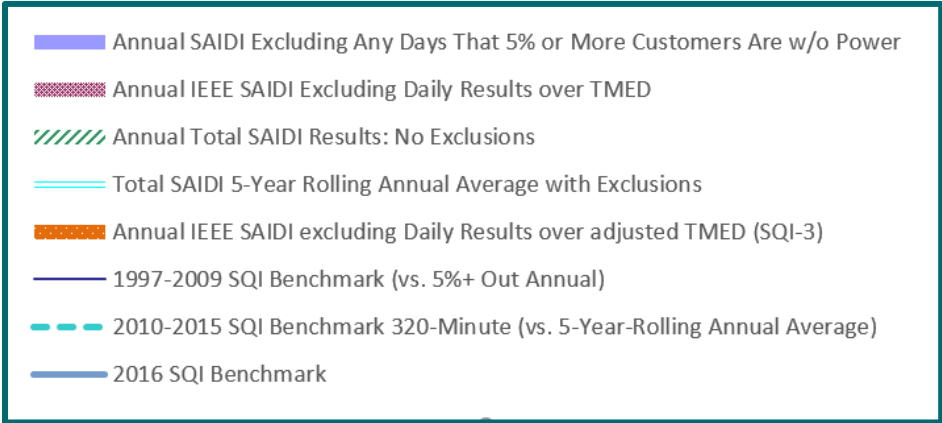 Annual SAIDI Excluding Any Days That 5% or More Customers Are w/o Power
Annual IEEE SAIDI Excluding Daily Results over TMED
Annual Total SAIDI Results: No Exclusions
Total SAIDI 5-Year Rolling Annual Average with Exclusions
Annual IEEE SAIDI excluding Daily Results over adjusted TMED (SQI-3)
1997-2009 SQI Benchmark (vs. 5%+ Out Annual)
2010-2015 SQI Benchmark 320-Minute (vs. 5-Year-Rolling Annual Average)
2016 SQI Benchmark